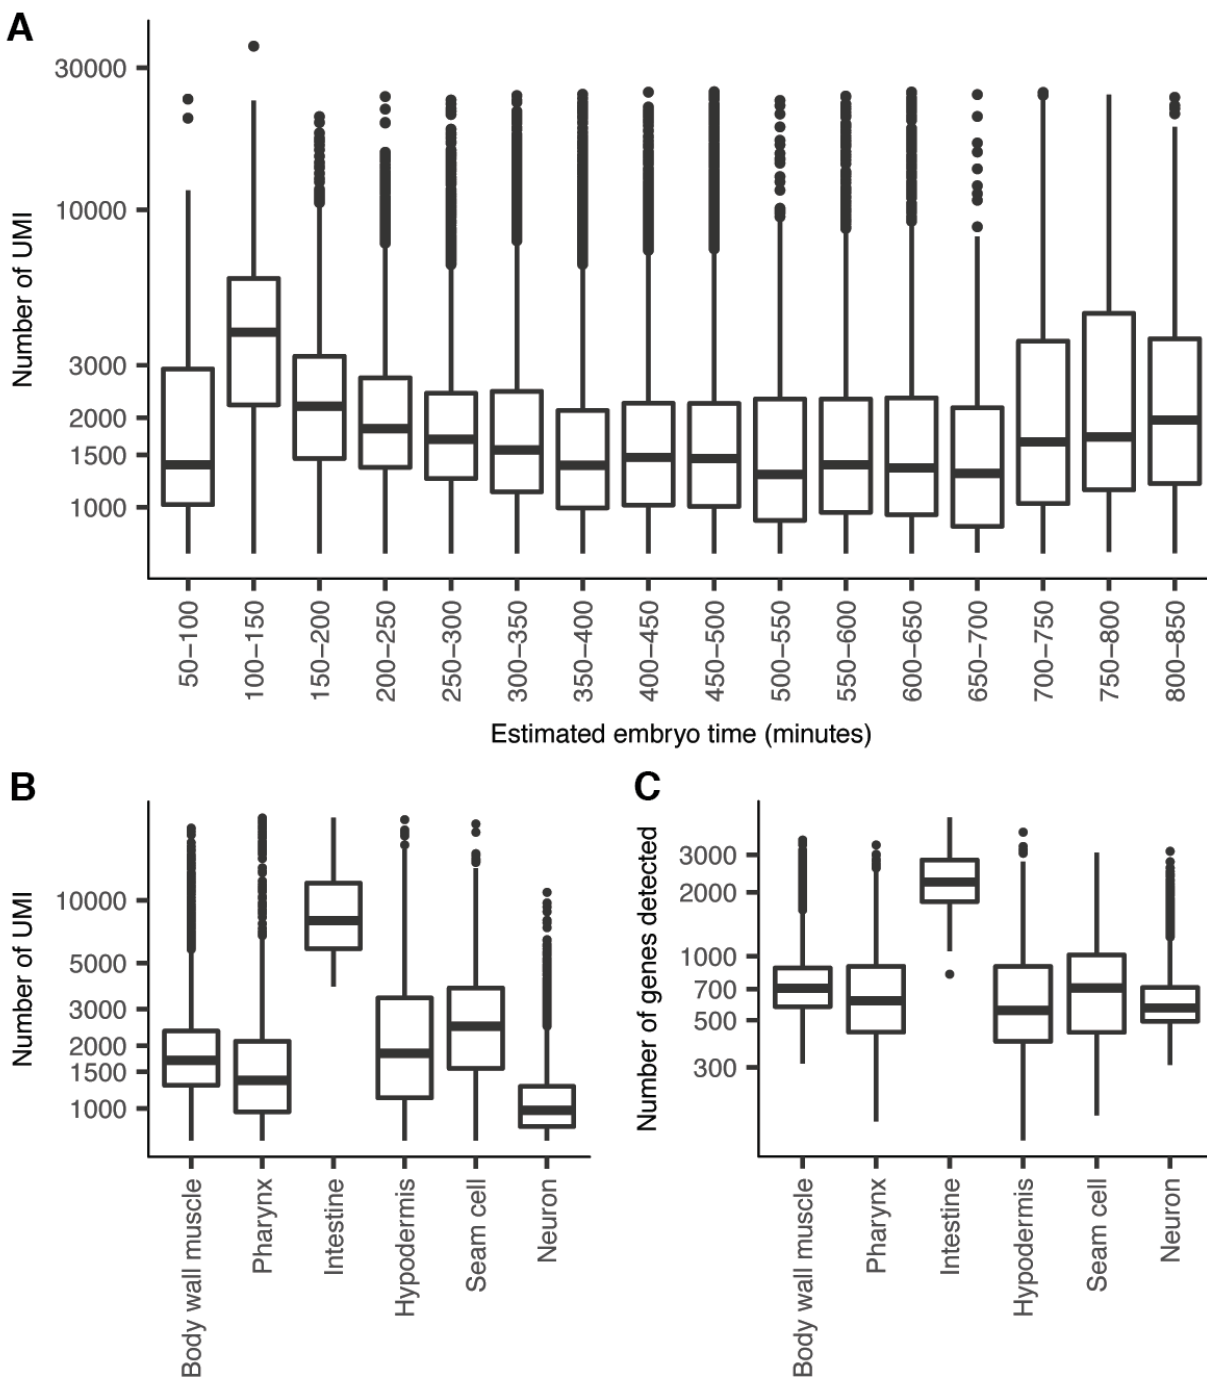 A
Number of UMI
30000
10000
3000
2000
1500
1000
50−100
100−150
150−200
200−250
250−300
300−350
350−400
400−450
450−500
500−550
550−600
600−650
650−700
700−750
750−800
800−850
Estimated embryo time (minutes)
B
Number of UMI
10000
5000
3000
2000
1500
1000
Body wall muscle
Pharynx
Intestine
Hypodermis
Seam cell
Neuron
C
Number of genes detected
3000
2000
1000
700
500
300
Body wall muscle
Pharynx
Intestine
Hypodermis
Seam cell
Neuron